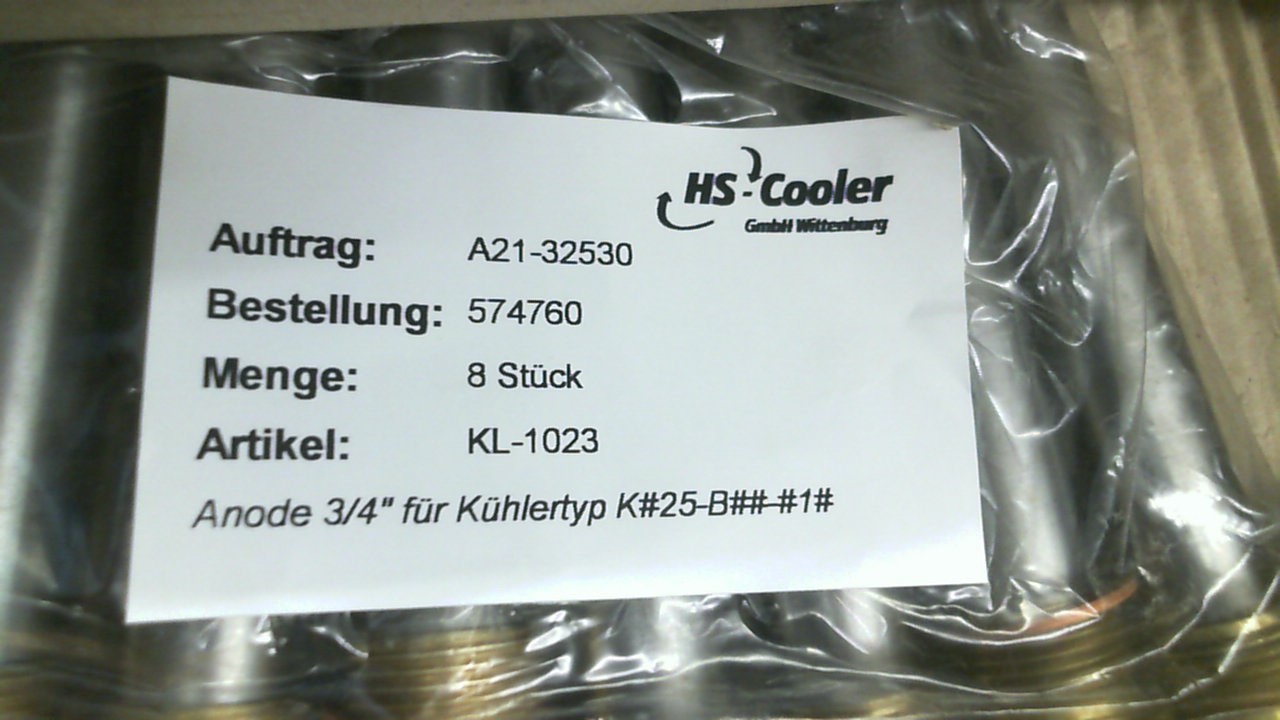 HS-Cooler
GmbH Wittenburg
Auftrag: A21-32530
Bestellung: 574760
Menge: 8 Stück
Artikel: KL-1023
Anode 3/4" für Kühlertyp K#25-B##-#1#